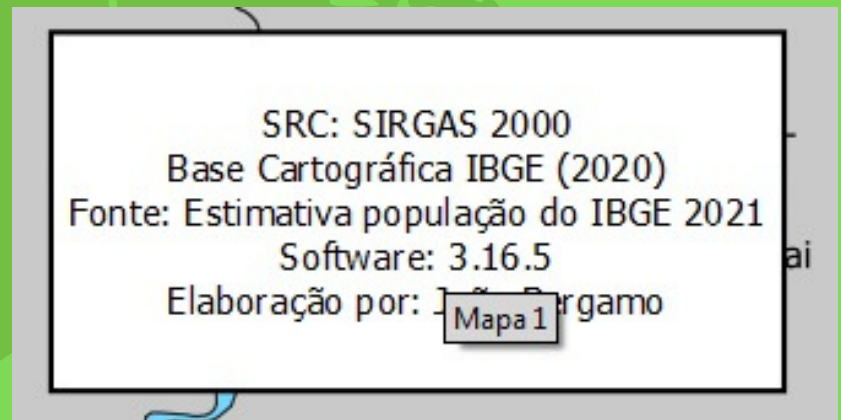 SRC: SIRGAS 2000
Base Cartográfica IBGE (2020)
Fonte: Estimativa população do IBGE 2021
Software: 3.16.5
ai
Elaboração por:
Mapa 1